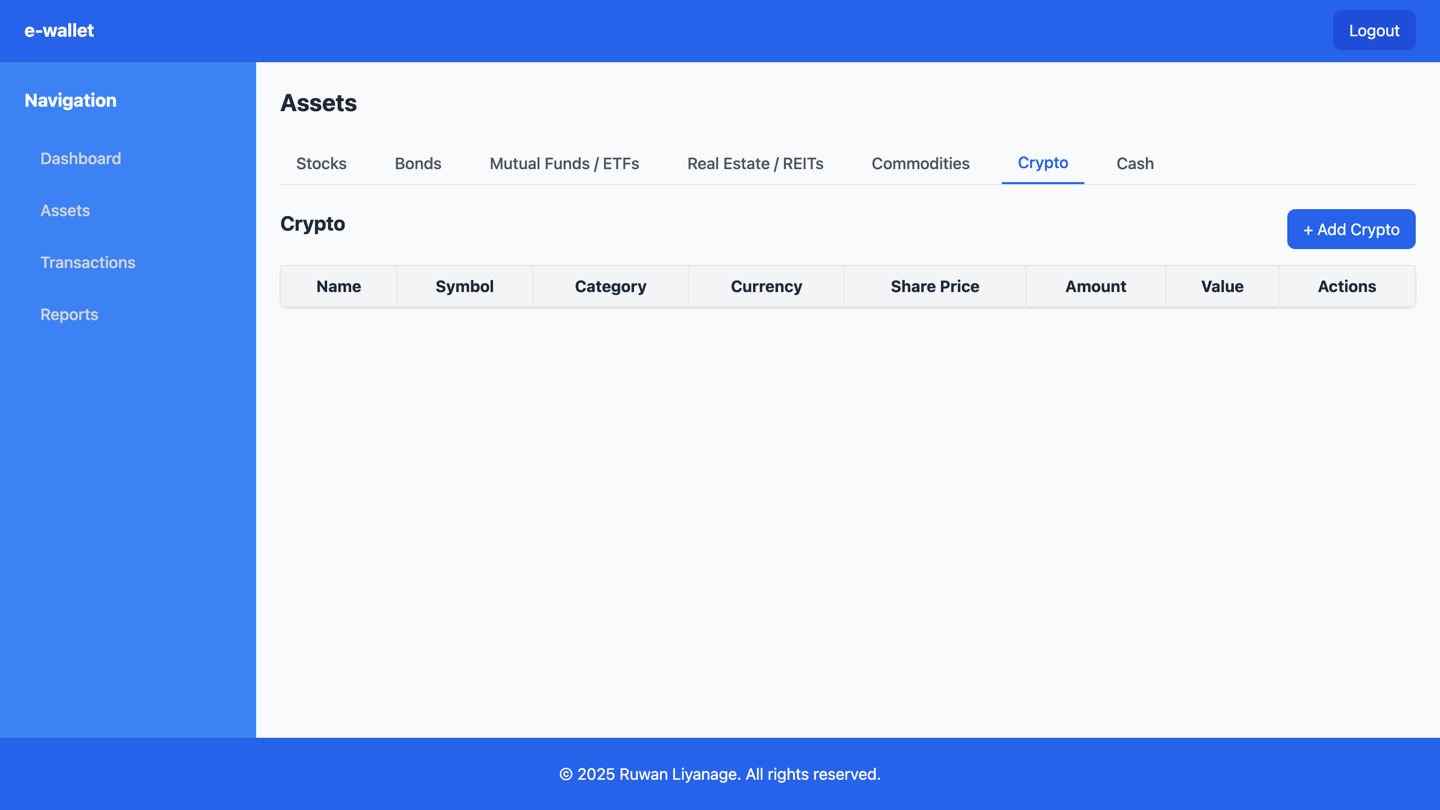 e-wallet
Logout
Navigation
Dashboard
Assets
Transactions
Reports
Assets
Stocks Bonds Mutual Funds / ETFs Real Estate / REITs Commodities Crypto Cash
Crypto
+ Add Crypto
Name Symbol Category Currency Share Price Amount Value Actions
© 2025 Ruwan Liyanage. All rights reserved.